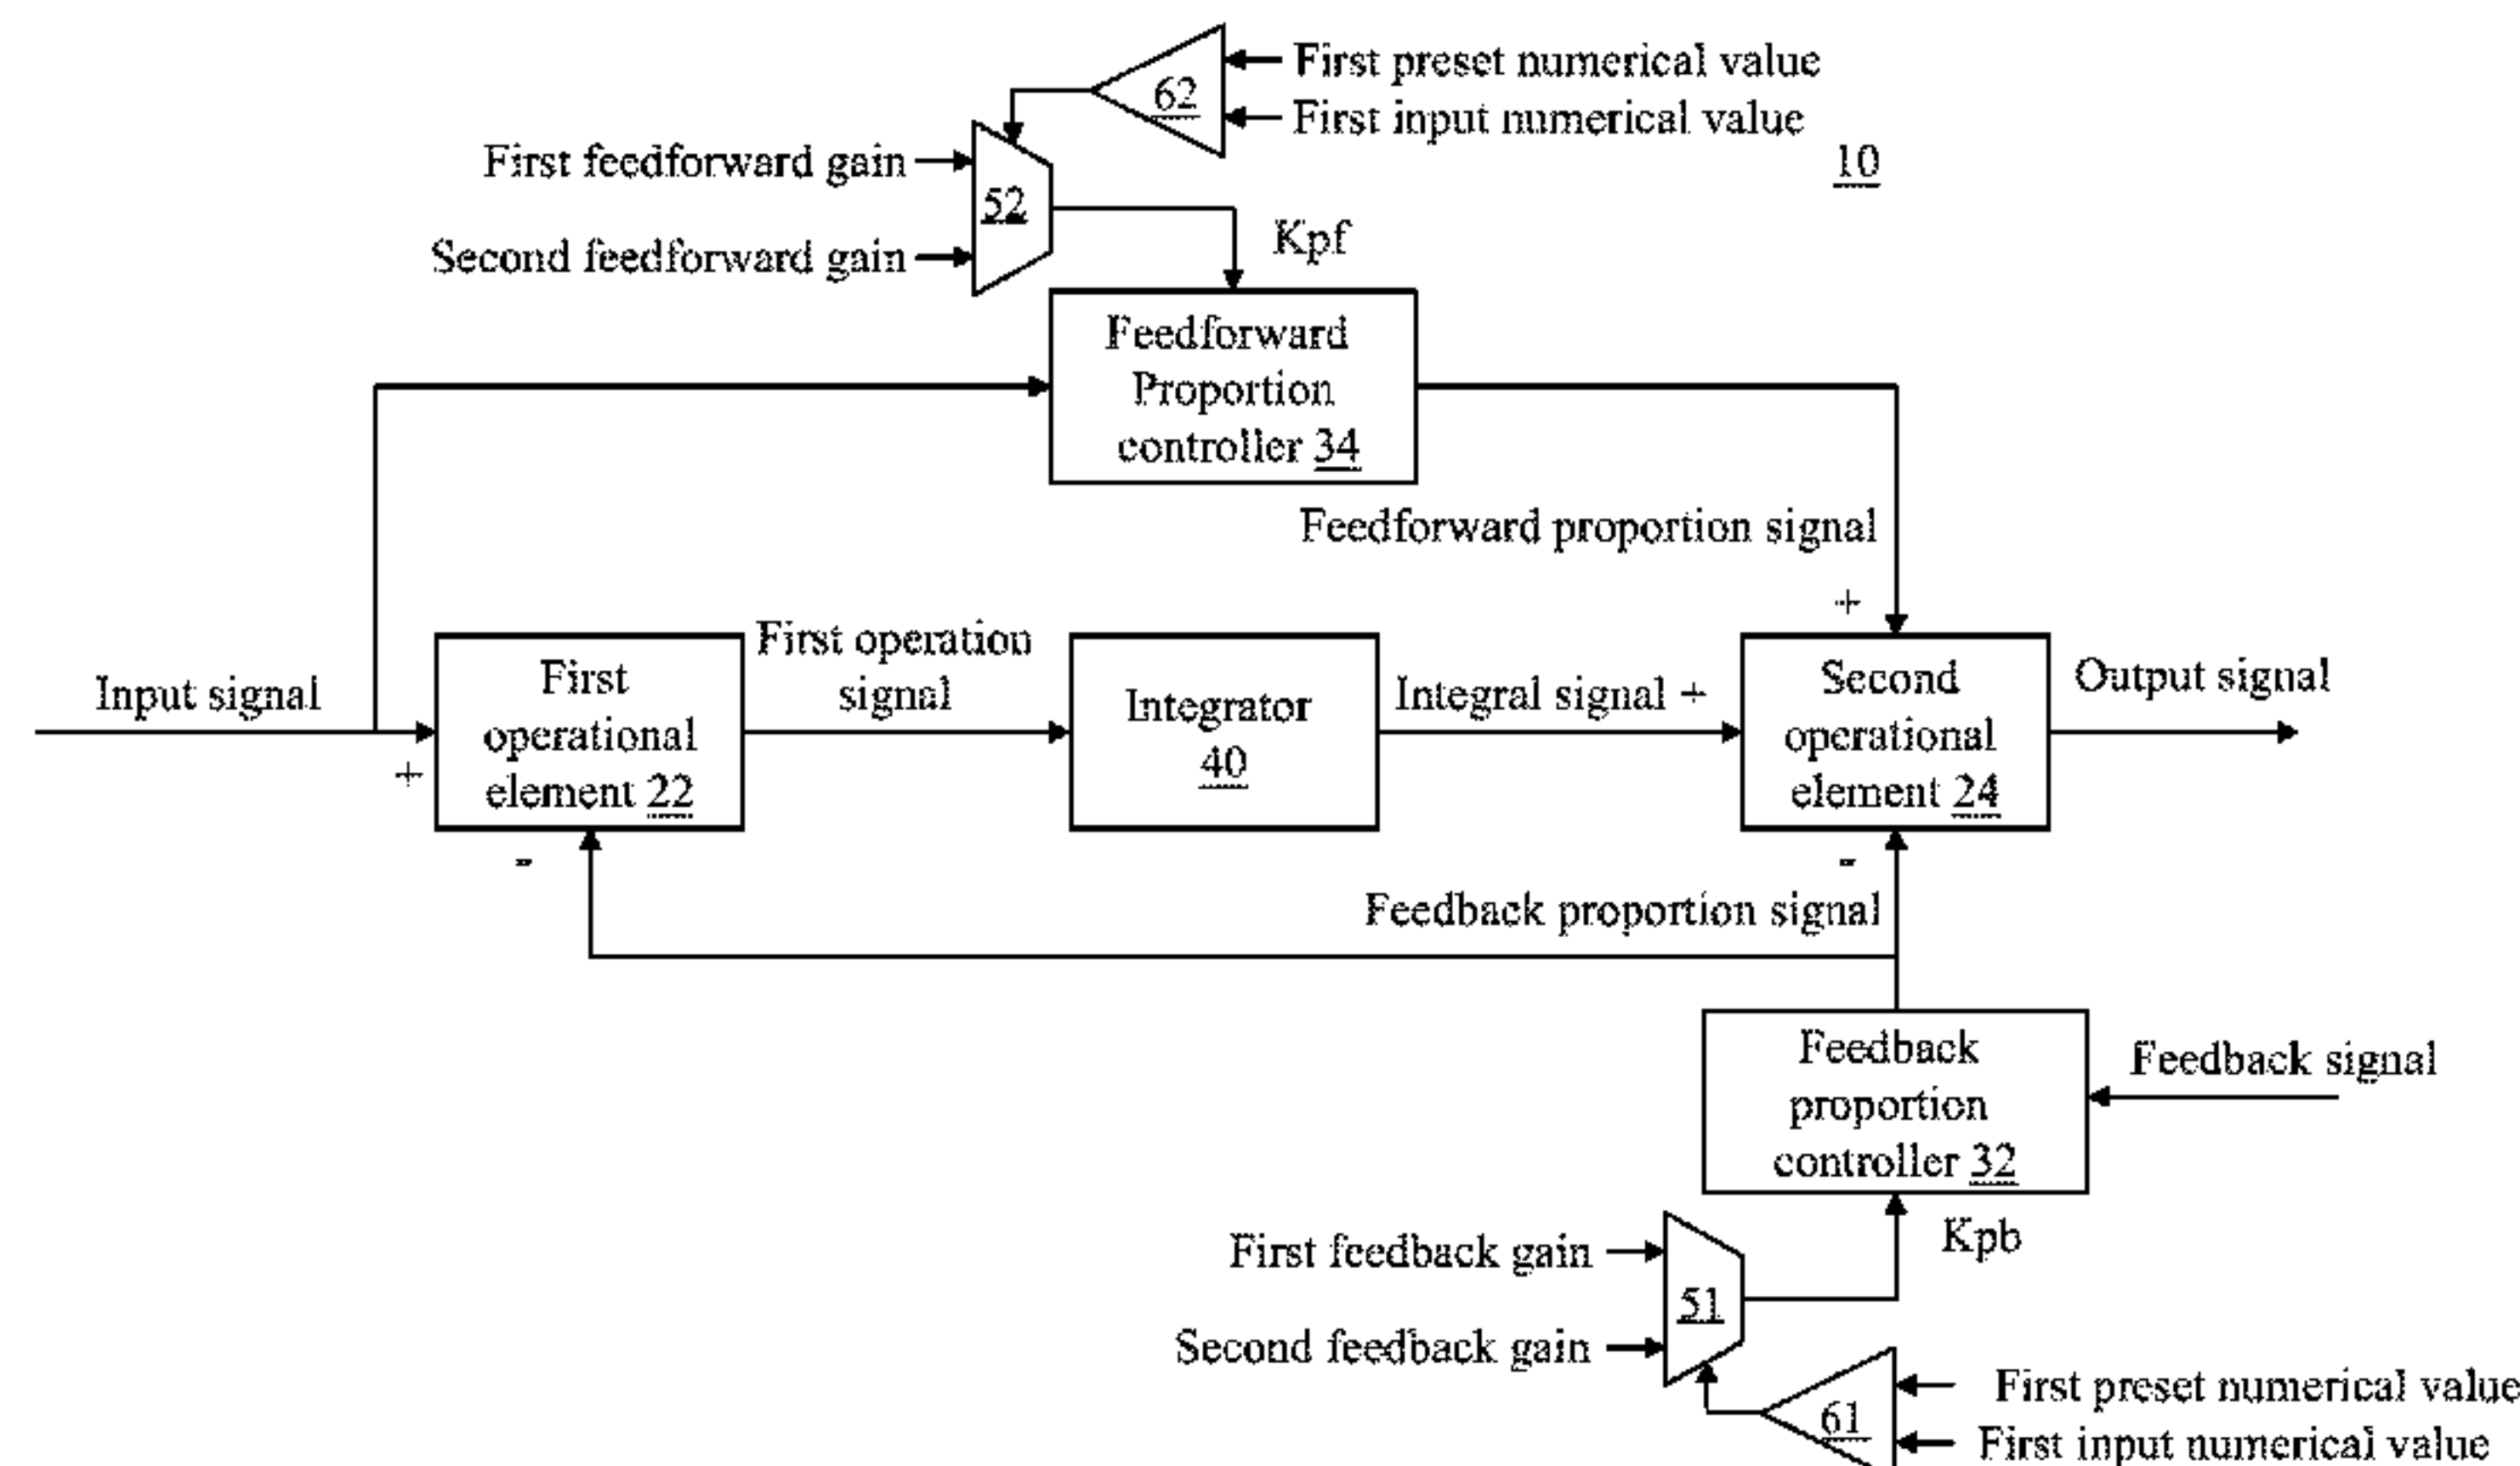 62
First preset numerical value
First input numerical value
10
First feedforward gain
52
Second feedforward gain
Kpf
Feedforward
Proportion
controller 34
Feedforward proportion signal
+
Input signal
+
First
operational
element 22
-
First operation
signal
Integrator
40
Integral signal +
Second
operational
element 24
Output signal
-
Feedback proportion signal
Feedback
proportion
controller 32
Feedback signal
Kpb
First feedback gain
51
Second feedback gain
61
First preset numerical value
First input numerical value